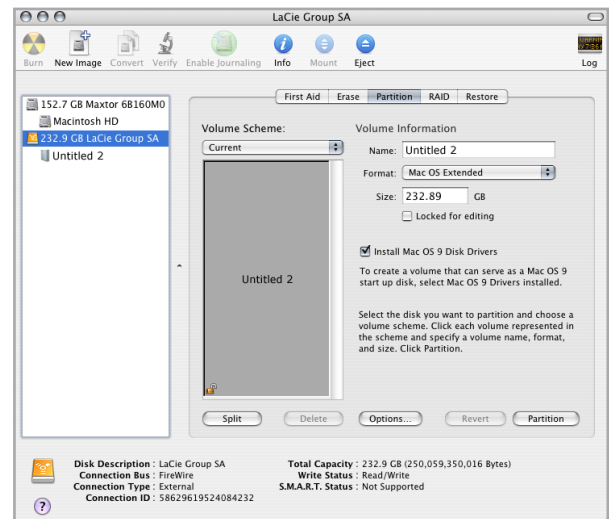 LaCie Group SA
Burn New Image Convert Verify Enable Journaling Info Mount Eject Log
152.7 GB Maxtor 6B160M0
Macintosh HD
232.9 GB LaCie Group SA
Untitled 2
First Aid Erase Partition RAID Restore
Volume Scheme:
Current
Untitled 2
Volume Information
Name: Untitled 2
Format: Mac OS Extended
Size: 232.89 GB
Locked for editing
Install Mac OS 9 Disk Drivers
To create a volume that can serve as a Mac OS 9
start up disk, select Mac OS 9 Drivers installed.
Select the disk you want to partition and choose a
volume scheme. Click each volume represented in
the scheme and specify a volume name, format,
and size. Click Partition.
Split Delete Options... Revert Partition
Disk Description : LaCie Group SA
Connection Bus : FireWire
Connection Type : External
Connection ID : 58629619524084232
Total Capacity : 232.9 GB (250,059,350,016 Bytes)
Write Status : Read/Write
S.M.A.R.T. Status : Not Supported
?